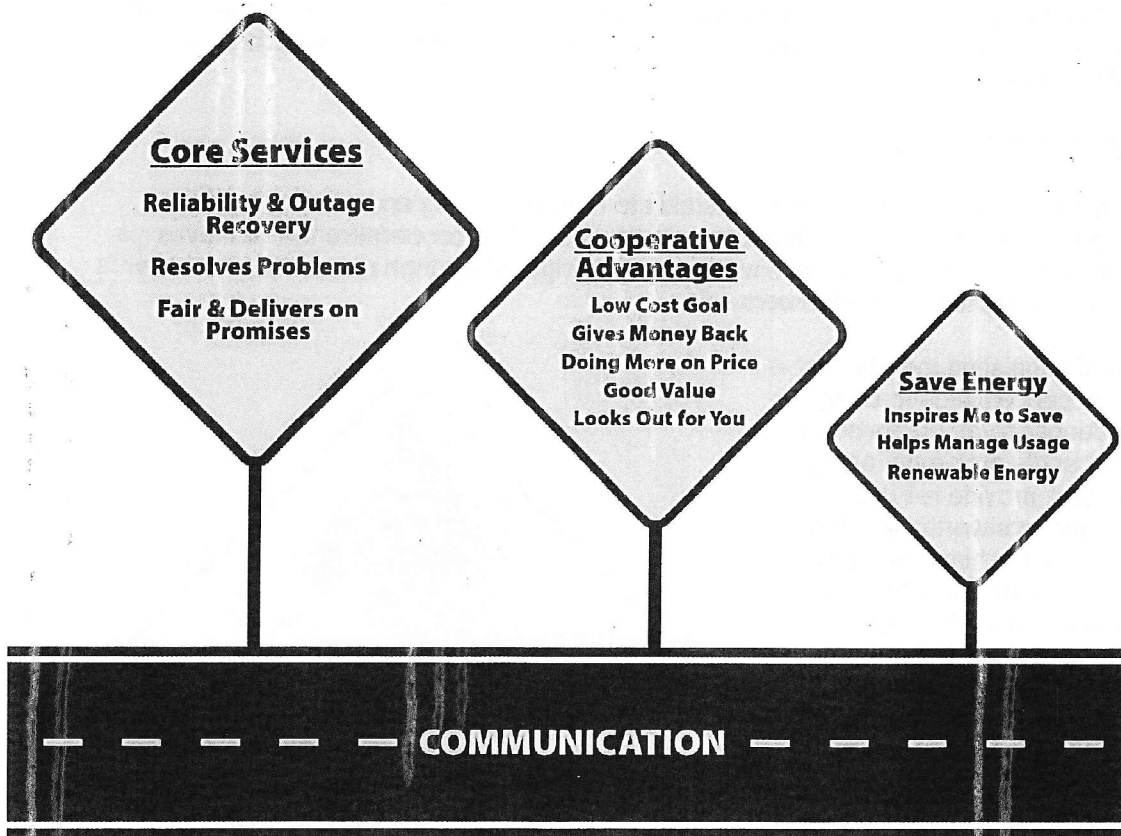 Core Services
Reliability & Outage
Recovery
Resolves Problems
Fair & Delivers on
Promises
Cooperative
Advantages
Low Cost Goal
Gives Money Back
Doing More on Price
Good Value
Looks Out for You
Save Energy
Inspires Me to Save
Helps Manage Usage
Renewable Energy
COMMUNICATION